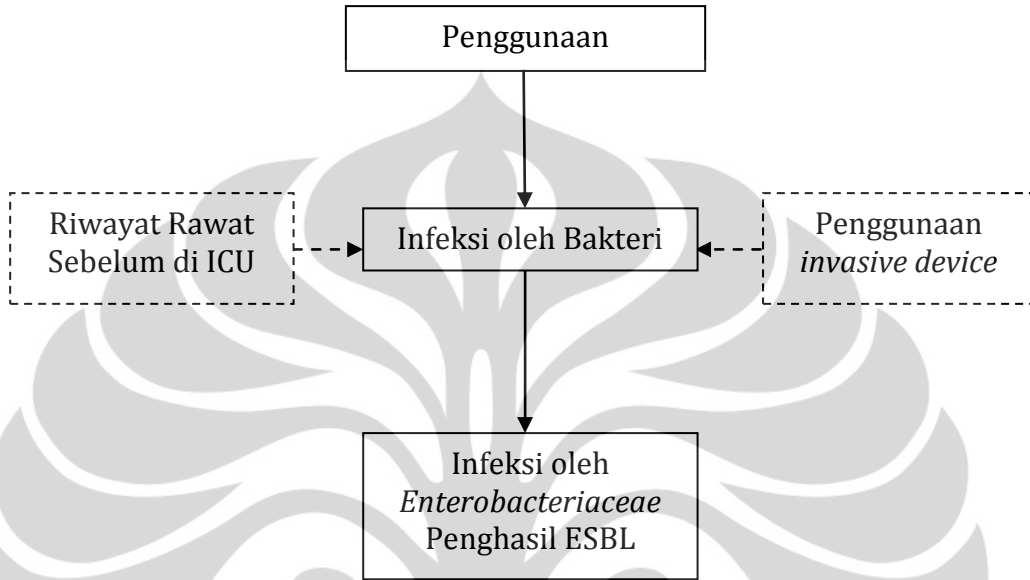 Penggunaan
Riwayat Rawat
Sebelum di ICU
Infeksi oleh Bakteri
Penggunaan
invasive device
Infeksi oleh
Enterobacteriaceae
Penghasil ESBL